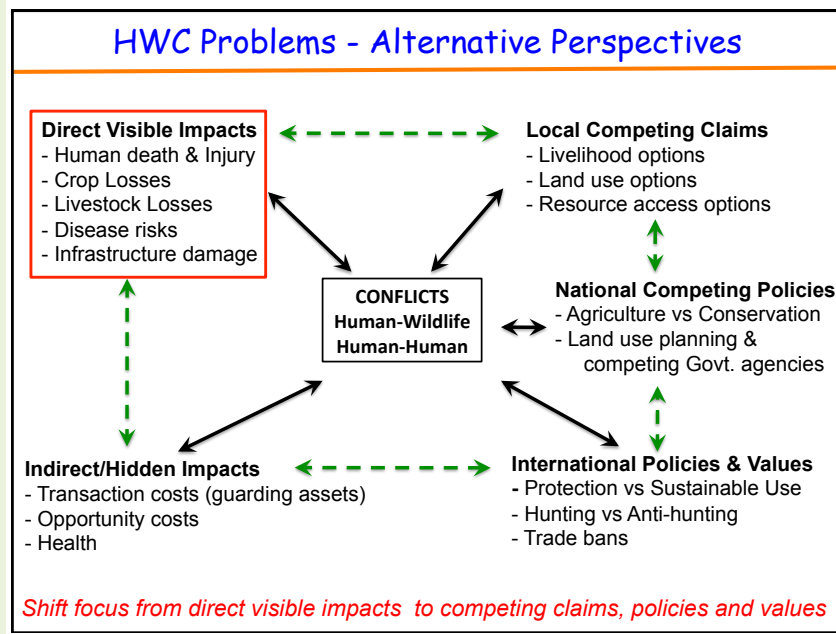 HWC Problems - Alternative Perspectives
Direct Visible Impacts
- Human death & Injury
- Crop Losses
- Livestock Losses
- Disease risks
- Infrastructure damage
Local Competing Claims
- Livelihood options
- Land use options
- Resource access options
CONFLICTS
Human-Wildlife
Human-Human
National Competing Policies
- Agriculture vs Conservation
- Land use planning &
competing Govt. agencies
Indirect/Hidden Impacts
- Transaction costs (guarding assets)
- Opportunity costs
- Health
International Policies & Values
- Protection vs Sustainable Use
- Hunting vs Anti-hunting
- Trade bans
Shift focus from direct visible impacts to competing claims, policies and values